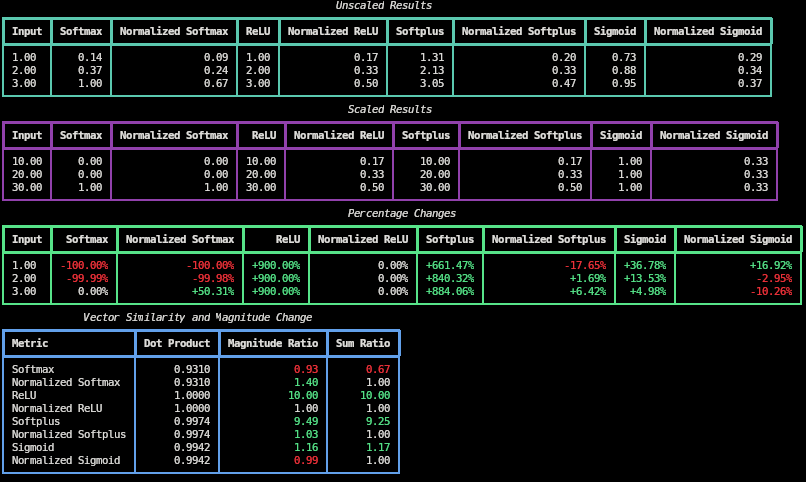 Unscaled Results
Input Softmax Normalized Softmax ReLU Normalized ReLU Softplus Normalized Softplus Sigmoid Normalized Sigmoid
1.00 0.14 0.09 1.00 0.17 1.31 0.20 0.73 0.29
2.00 0.37 0.24 2.00 0.33 2.13 0.33 0.88 0.34
3.00 1.00 0.67 3.00 0.50 3.05 0.47 0.95 0.37
Scaled Results
Input Softmax Normalized Softmax ReLU Normalized ReLU Softplus Normalized Softplus Sigmoid Normalized Sigmoid
10.00 0.00 0.00 10.00 0.17 10.00 0.17 1.00 0.33
20.00 0.00 0.00 20.00 0.33 20.00 0.33 1.00 0.33
30.00 1.00 1.00 30.00 0.50 30.00 0.50 1.00 0.33
Percentage Changes
Input Softmax Normalized Softmax ReLU Normalized ReLU Softplus Normalized Softplus Sigmoid Normalized Sigmoid
1.00 -100.00% -100.00% +900.00% 0.00% +661.47% -17.65% +36.78% +16.92%
2.00 -99.99% -99.98% +900.00% 0.00% +840.32% +1.69% +13.53% -2.95%
3.00 0.00% +50.31% +900.00% 0.00% +884.06% +6.42% +4.98% -10.26%
Vector Similarity and Magnitude Change
Metric Dot Product Magnitude Ratio Sum Ratio
Softmax 0.9310 0.93 0.67
Normalized Softmax 0.9310 1.40 1.00
ReLU 1.0000 10.00 10.00
Normalized ReLU 1.0000 1.00 1.00
Softplus 0.9974 9.49 9.25
Normalized Softplus 0.9974 1.03 1.00
Sigmoid 0.9942 1.16 1.17
Normalized Sigmoid 0.9942 0.99 1.00